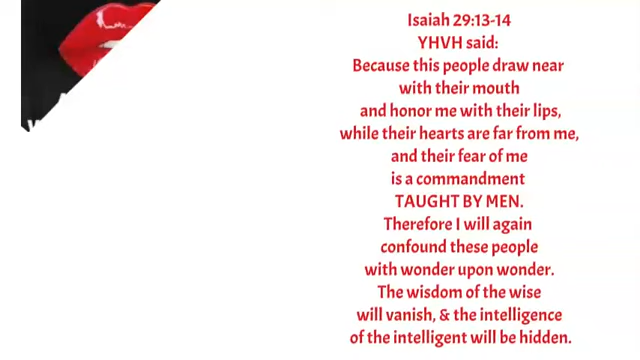 Isaiah 29:13-14
YHVH said:
Because this people draw near
with their mouth
and honor me with their lips,
while their hearts are far from me,
and their fear of me
is a commandment
TAUGHT BY MEN.
Therefore I will again
confound these people
with wonder upon wonder.
The wisdom of the wise
will vanish, & the intelligence
of the intelligent will be hidden.